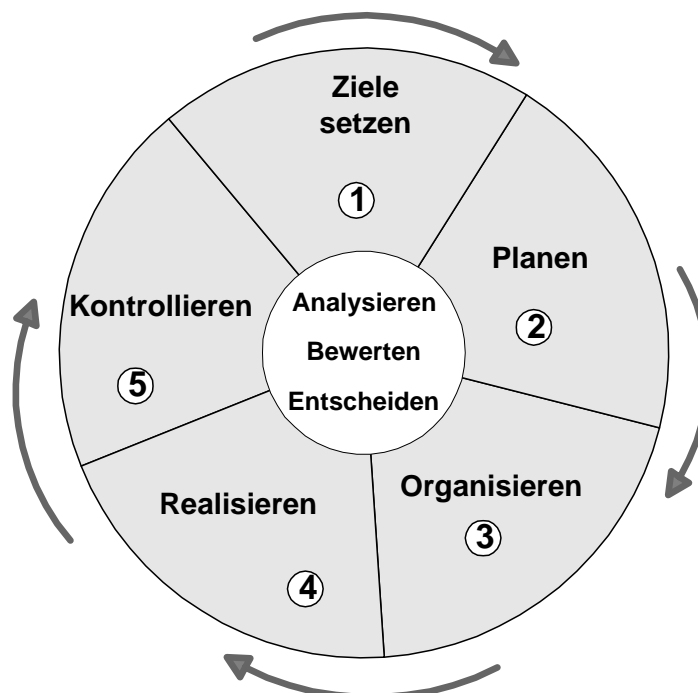 Ziele
setzen
1
Planen
2
Organisieren
3
Realisieren
4
Kontrollieren
5
Analysieren
Bewerten
Entscheiden